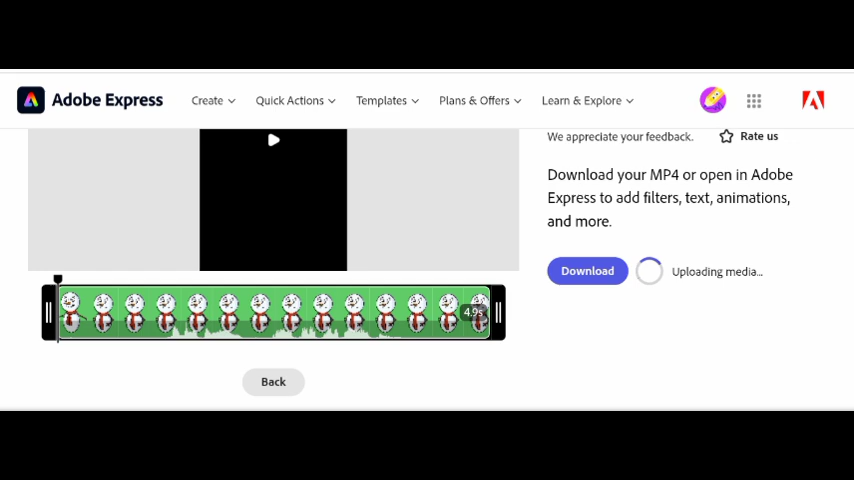 Adobe Express
Create
Quick Actions
Templates
Plans & Offers
Learn & Explore
We appreciate your feedback.
Rate us
Download your MP4 or open in Adobe
Express to add filters, text, animations,
and more.
Download
Uploading media...
4.9s
Back